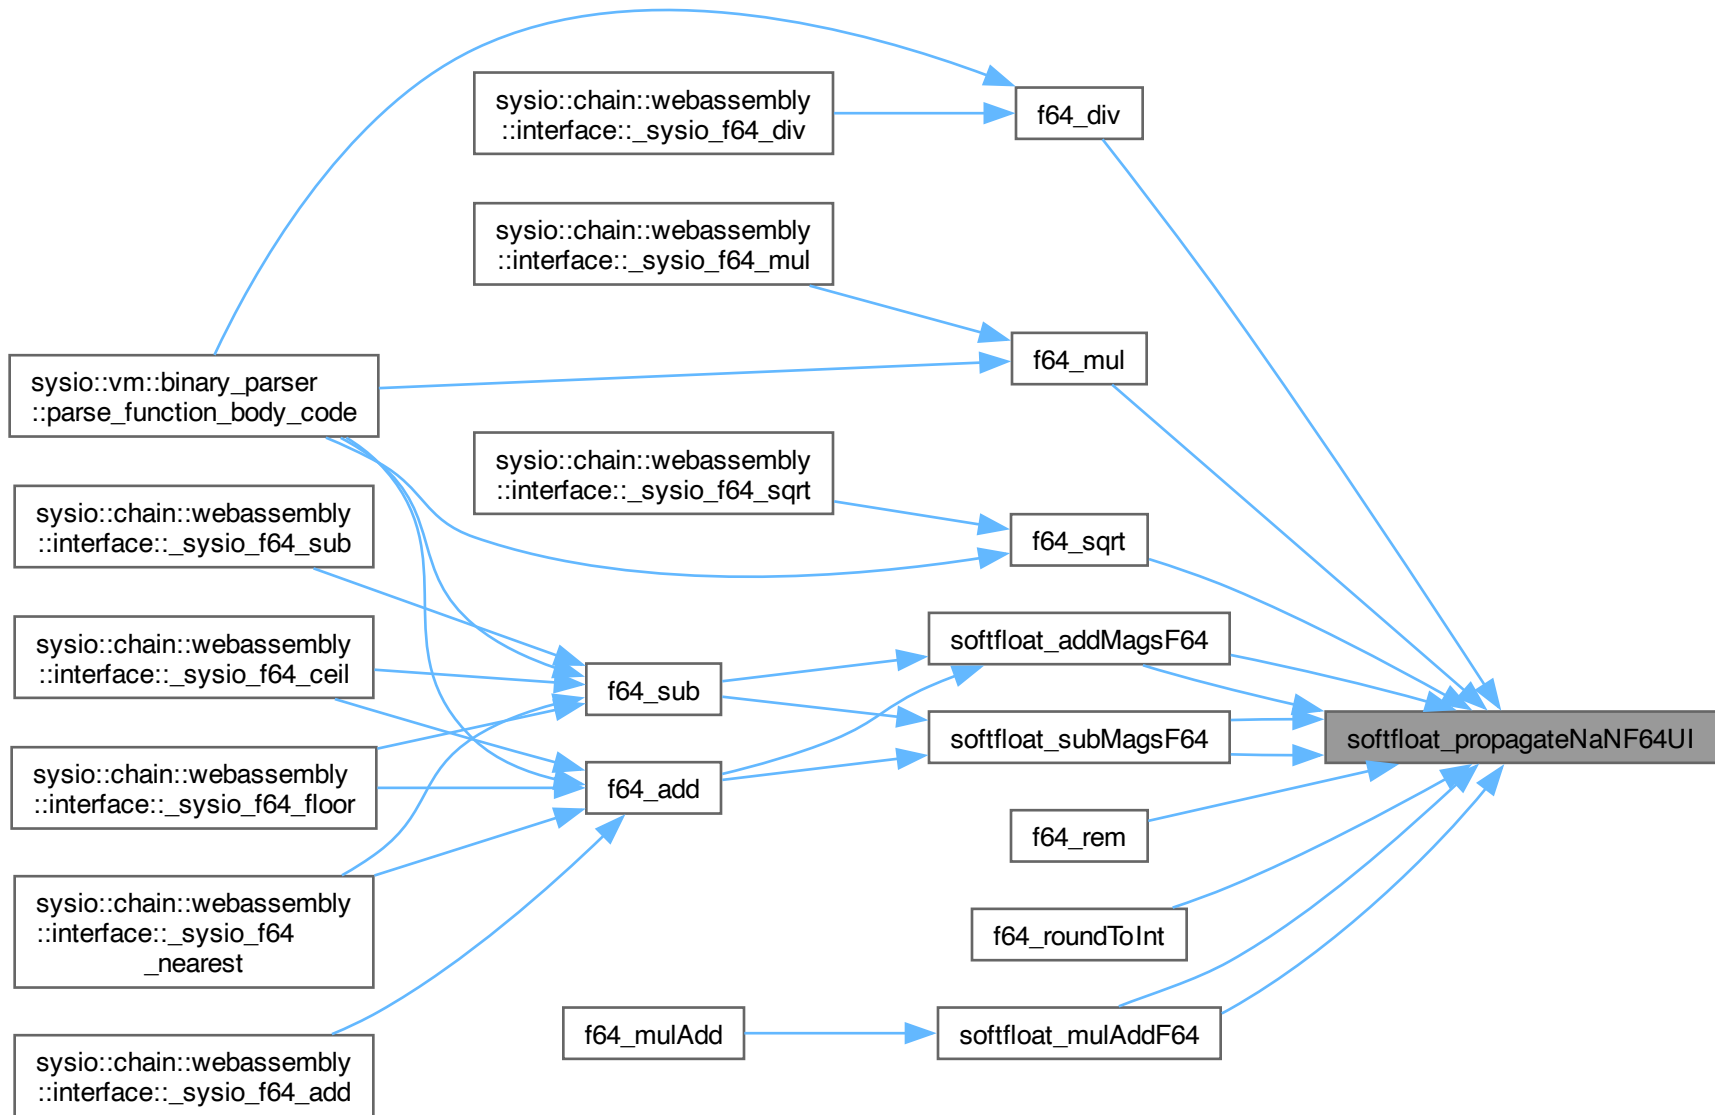 sysio::chain::webassembly
::interface::_sysio_f64_div
f64_div
sysio::chain::webassembly
::interface::_sysio_f64_mul
f64_mul
sysio::vm::binary_parser
::parse_function_body_code
sysio::chain::webassembly
::interface::_sysio_f64_sqrt
f64_sqrt
sysio::chain::webassembly
::interface::_sysio_f64_sub
sysio::chain::webassembly
::interface::_sysio_f64_ceil
f64_sub
softfloat_addMagsF64
softfloat_subMagsF64
softfloat_propagateNaNF64UI
sysio::chain::webassembly
::interface::_sysio_f64_floor
f64_add
f64_rem
sysio::chain::webassembly
::interface::_sysio_f64
_nearest
f64_roundToInt
f64_mulAdd
softfloat_mulAddF64
sysio::chain::webassembly
::interface::_sysio_f64_add